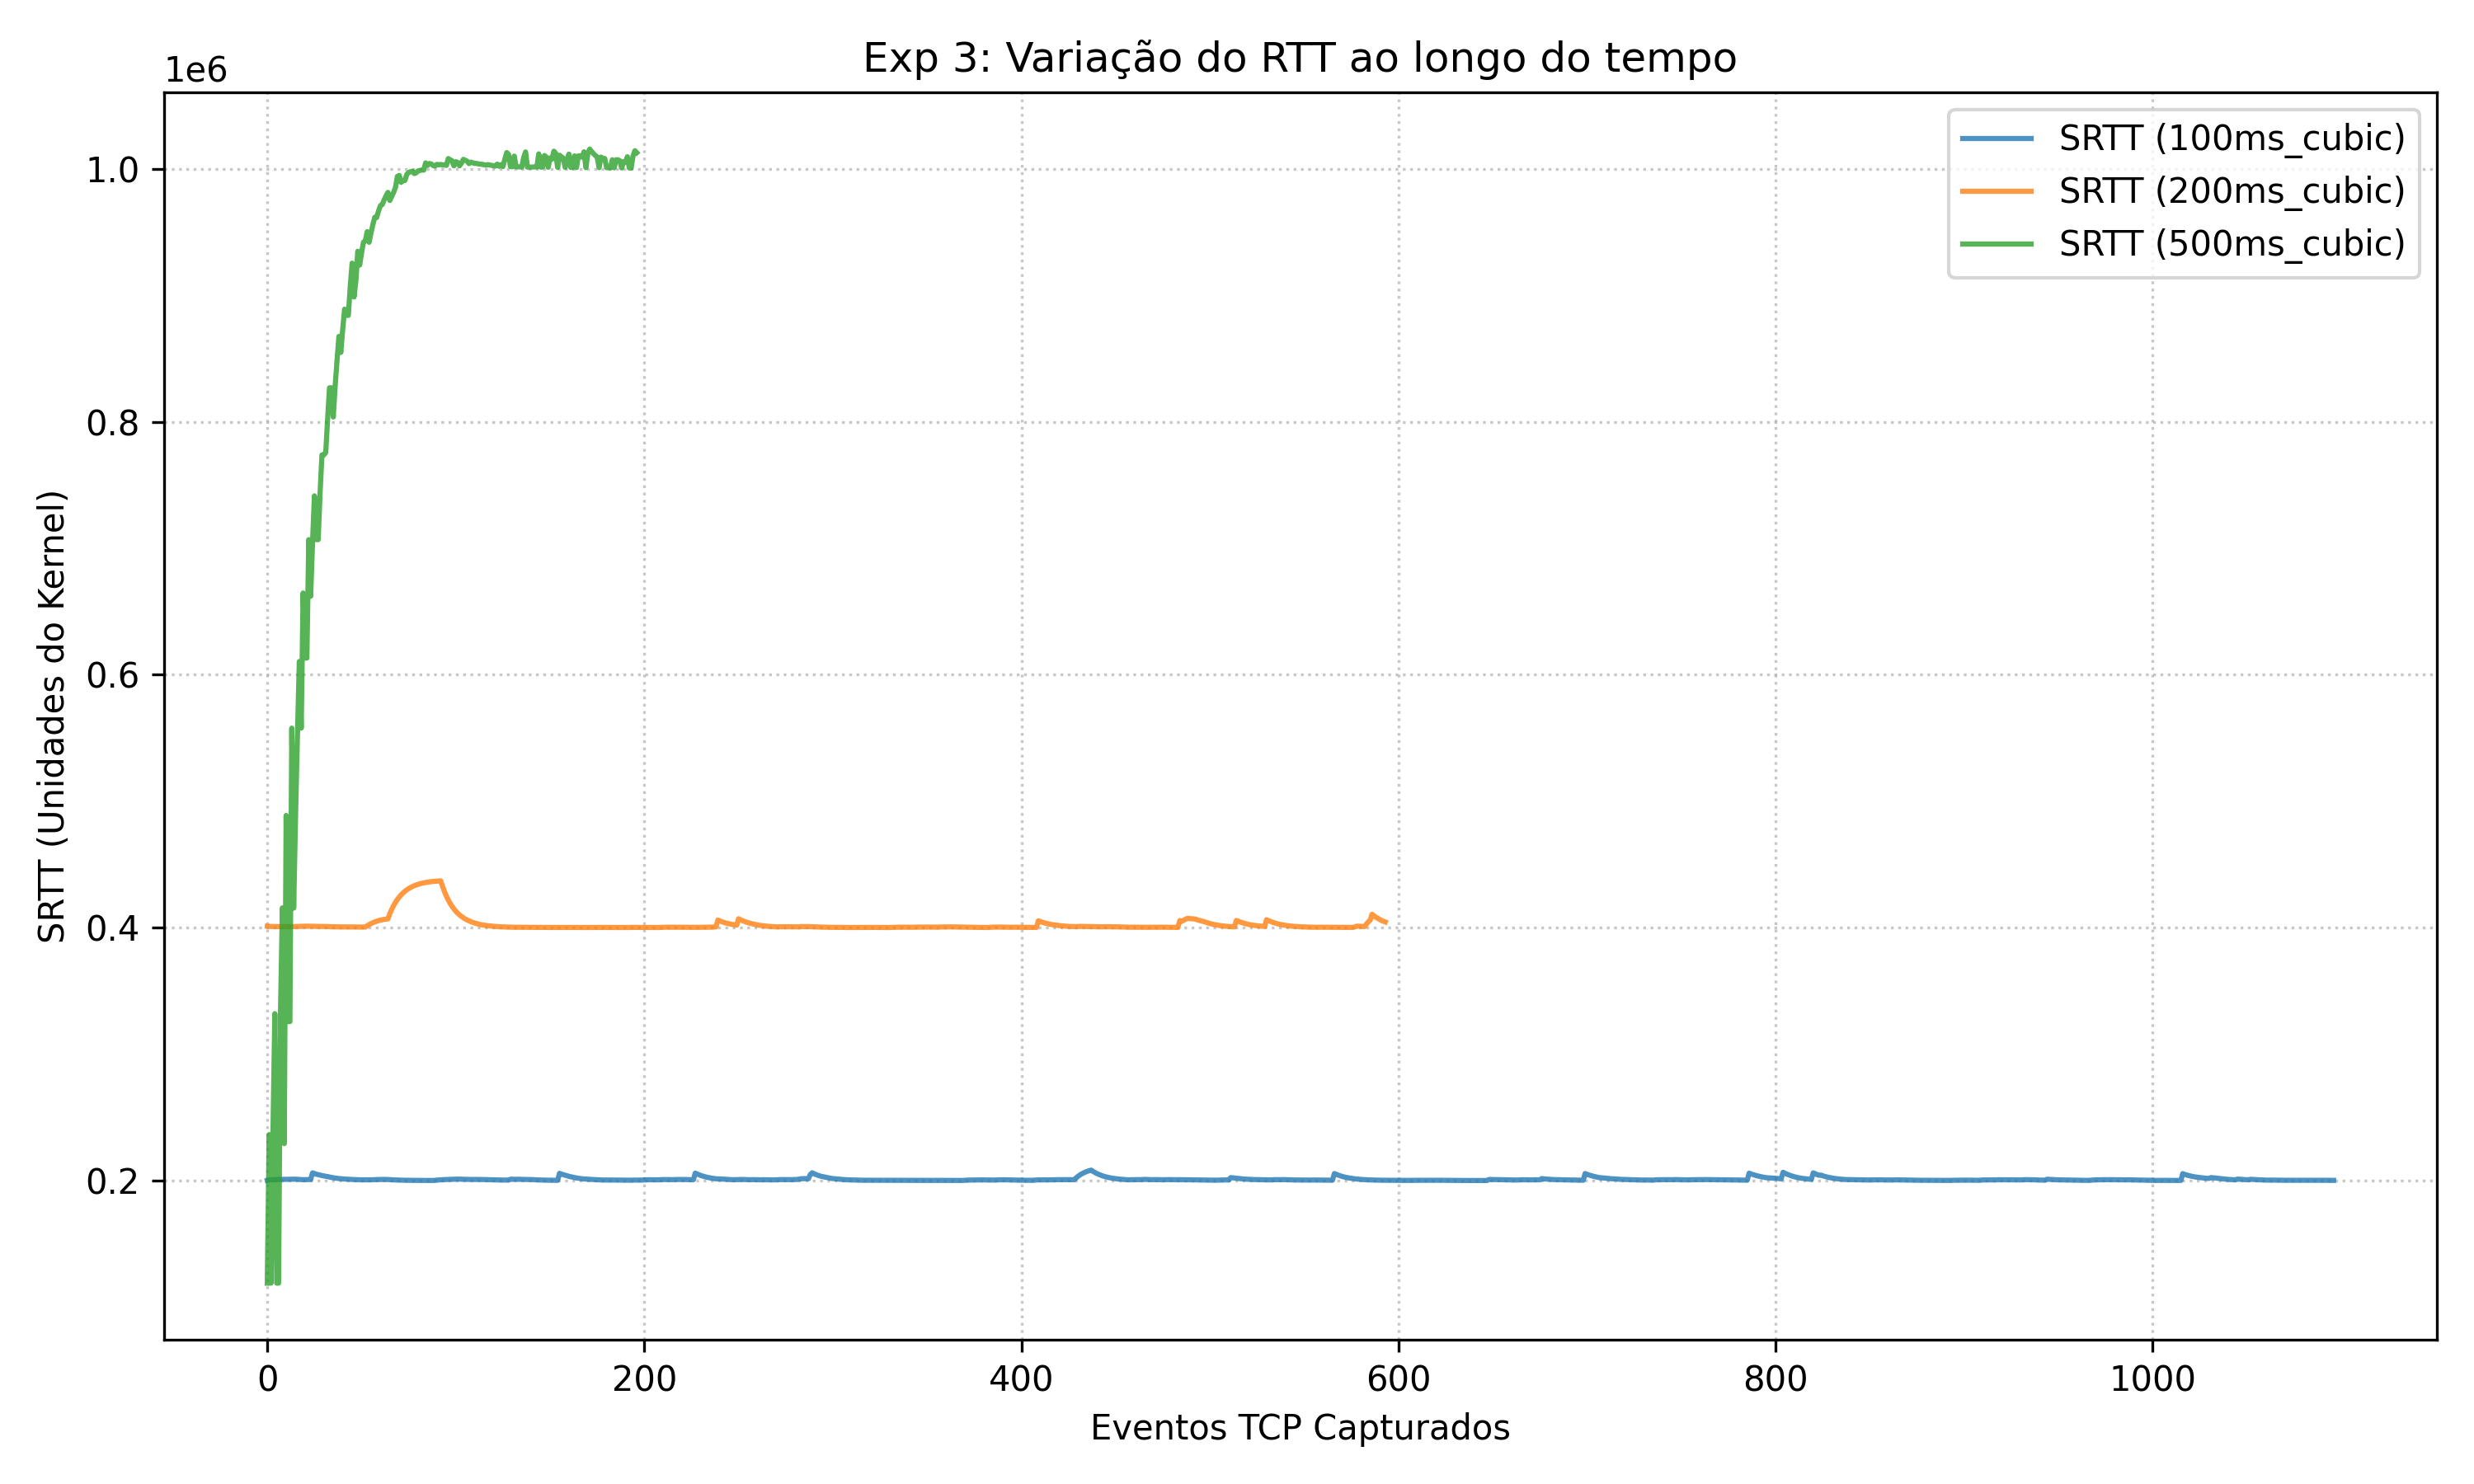 Exp 3: Variação do RTT ao longo do tempo
1e6
SRTT (100ms_cubic)
SRTT (200ms_cubic)
SRTT (500ms_cubic)
1.0
0.8
0.6
0.4
0.2
SRTT (Unidades do Kernel)
0 200 400 600 800 1000
Eventos TCP Capturados